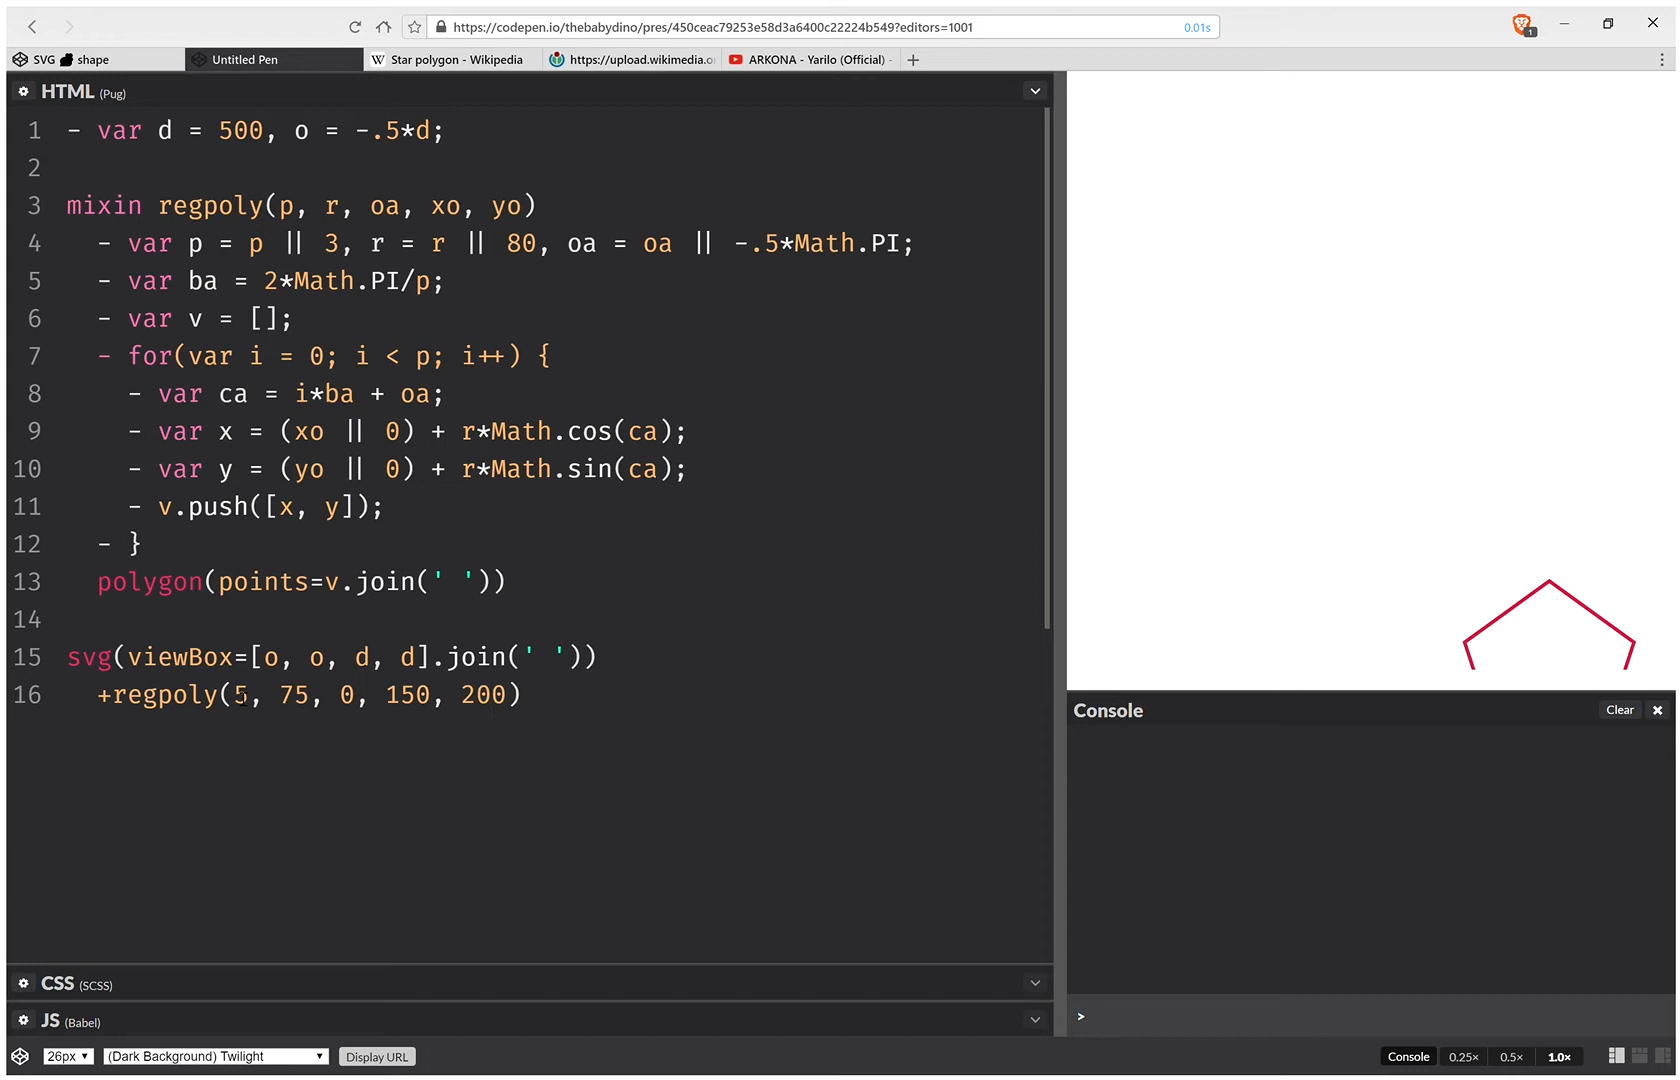 https://codepen.io/thebabydino/pres/450ceac79253e58d3a6400c22224b549?editors=1001
0.01s
1
SVG shape
Untitled Pen
W Star polygon - Wikipedia
https://upload.wikimedia.o
ARKONA - Yarilo (Official) -
HTML (Pug)
1 - var d = 500, o = -.5*d;
2
3 mixin regpoly(p, r, oa, xo, yo)
4 - var p = p || 3, r = r || 80, oa = oa || -.5*Math.PI;
5 - var ba = 2*Math.PI/p;
6 - var v = [];
7 - for(var i = 0; i < p; i++) {
8 - var ca = i*ba + oa;
9 - var x = (xo || 0) + r*Math.cos(ca);
10 - var y = (yo || 0) + r*Math.sin(ca);
11 - v.push([x, y]);
12 - }
13 polygon(points=v.join(' '))
14
15 svg(viewBox=[o, o, d, d].join(' '))
16 +regpoly(5, 75, 0, 150, 200)
Console
Clear
>
CSS (SCSS)
JS (Babel)
26px
(Dark Background) Twilight
Display URL
Console
0.25×
0.5×
1.0×